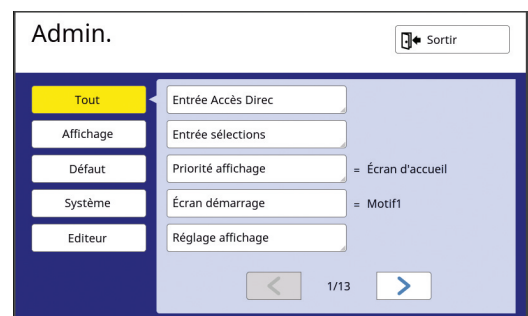 Admin.
Sortir
Tout
Entrée Accès Direc
Affichage
Entrée sélections
Défaut
Priorité affichage = Écran d'accueil
Système
Écran démarrage = Motif1
Editeur
Réglage affichage
1/13